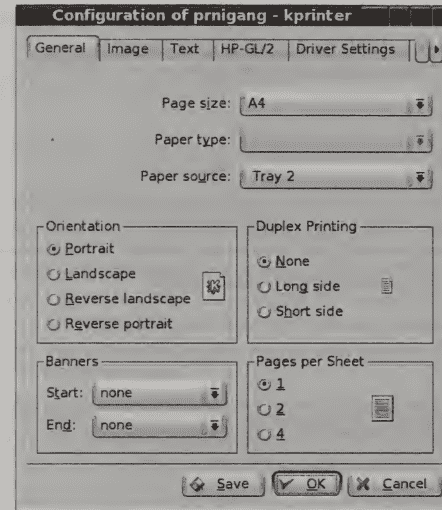 Configuration of prnigang - kprinter
General Image Text HP-GL/2 Driver Settings
Page size: A4
Paper type:
Paper source: Tray 2
Orientation
Portrait
Landscape
Reverse landscape
Reverse portrait
Duplex Printing
None
Long side
Short side
Banners
Start: none
End: none
Pages per Sheet
1
2
4
Save OK Cancel